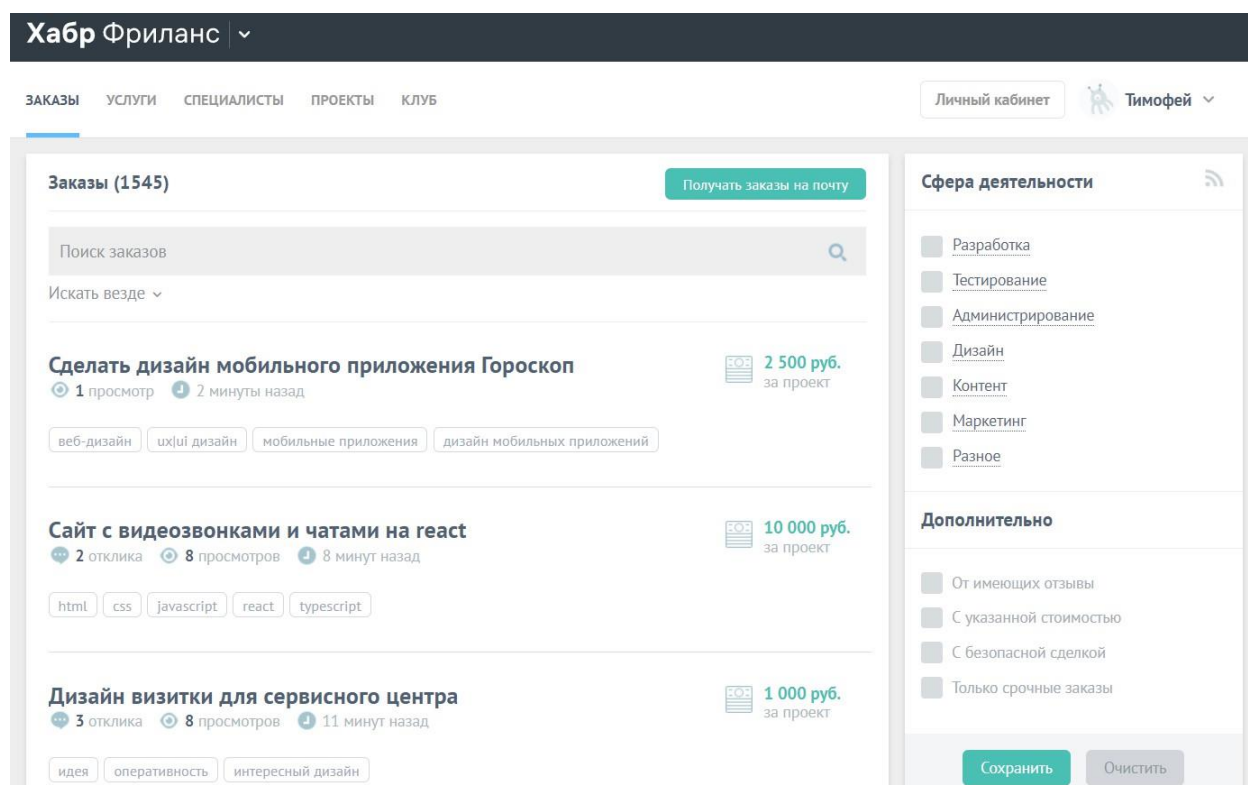 Хабр Фриланс
ЗАКАЗЫ УСЛУГИ СПЕЦИАЛИСТЫ ПРОЕКТЫ КЛУБ
Личный кабинет Тимофей
Заказы (1545)
Получать заказы на почту
Поиск заказов
Искать везде
Сделать дизайн мобильного приложения Гороскоп
2 500 руб.
за проект
1 просмотр 2 минуты назад
веб-дизайн ux|ui дизайн мобильные приложения дизайн мобильных приложений
Сайт с видеозвонками и чатами на react
10 000 руб.
за проект
2 отклика 8 просмотров 8 минут назад
html css javascript react typescript
Дизайн визитки для сервисного центра
1 000 руб.
за проект
3 отклика 8 просмотров 11 минут назад
идея оперативность интересный дизайн
Сфера деятельности
Разработка
Тестирование
Администрирование
Дизайн
Контент
Маркетинг
Разное
Дополнительно
От имеющих отзывы
С указанной стоимостью
С безопасной сделкой
Только срочные заказы
Сохранить Очистить